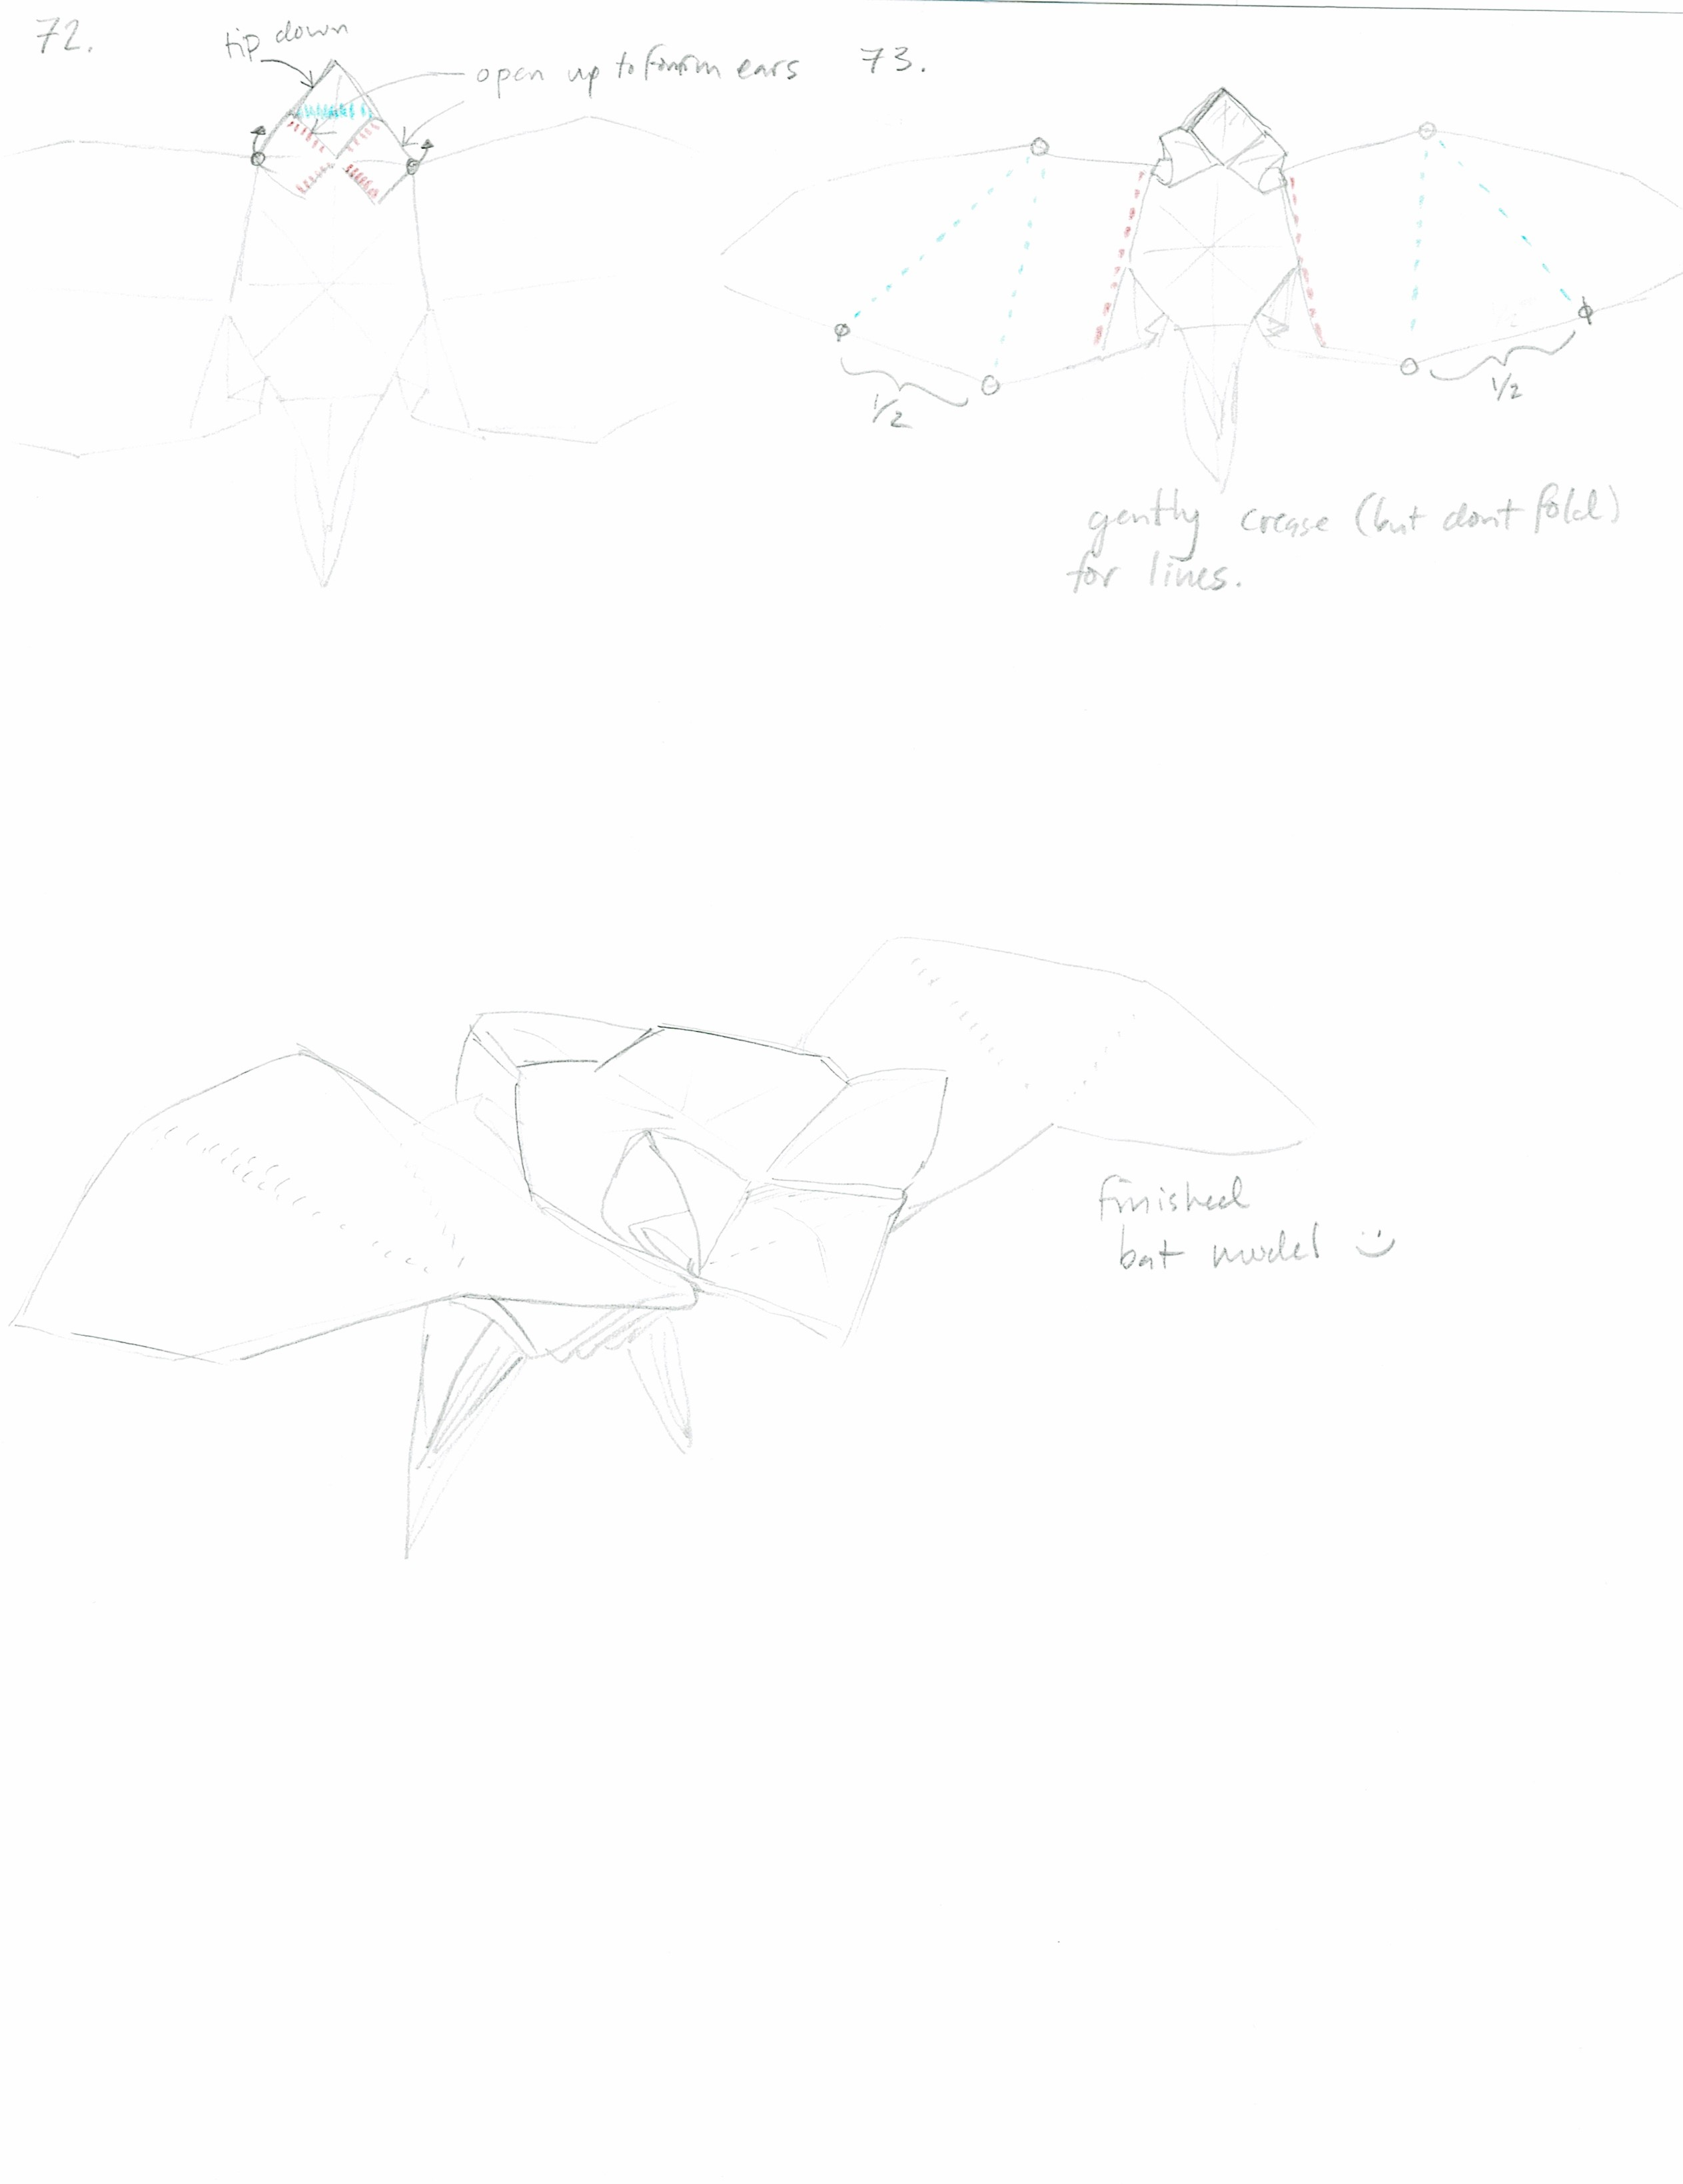 72.
tip down
open up to form ears
73.
1/2
1/2
gently crease (but dont fold)
for lines.
finished
bat model :)